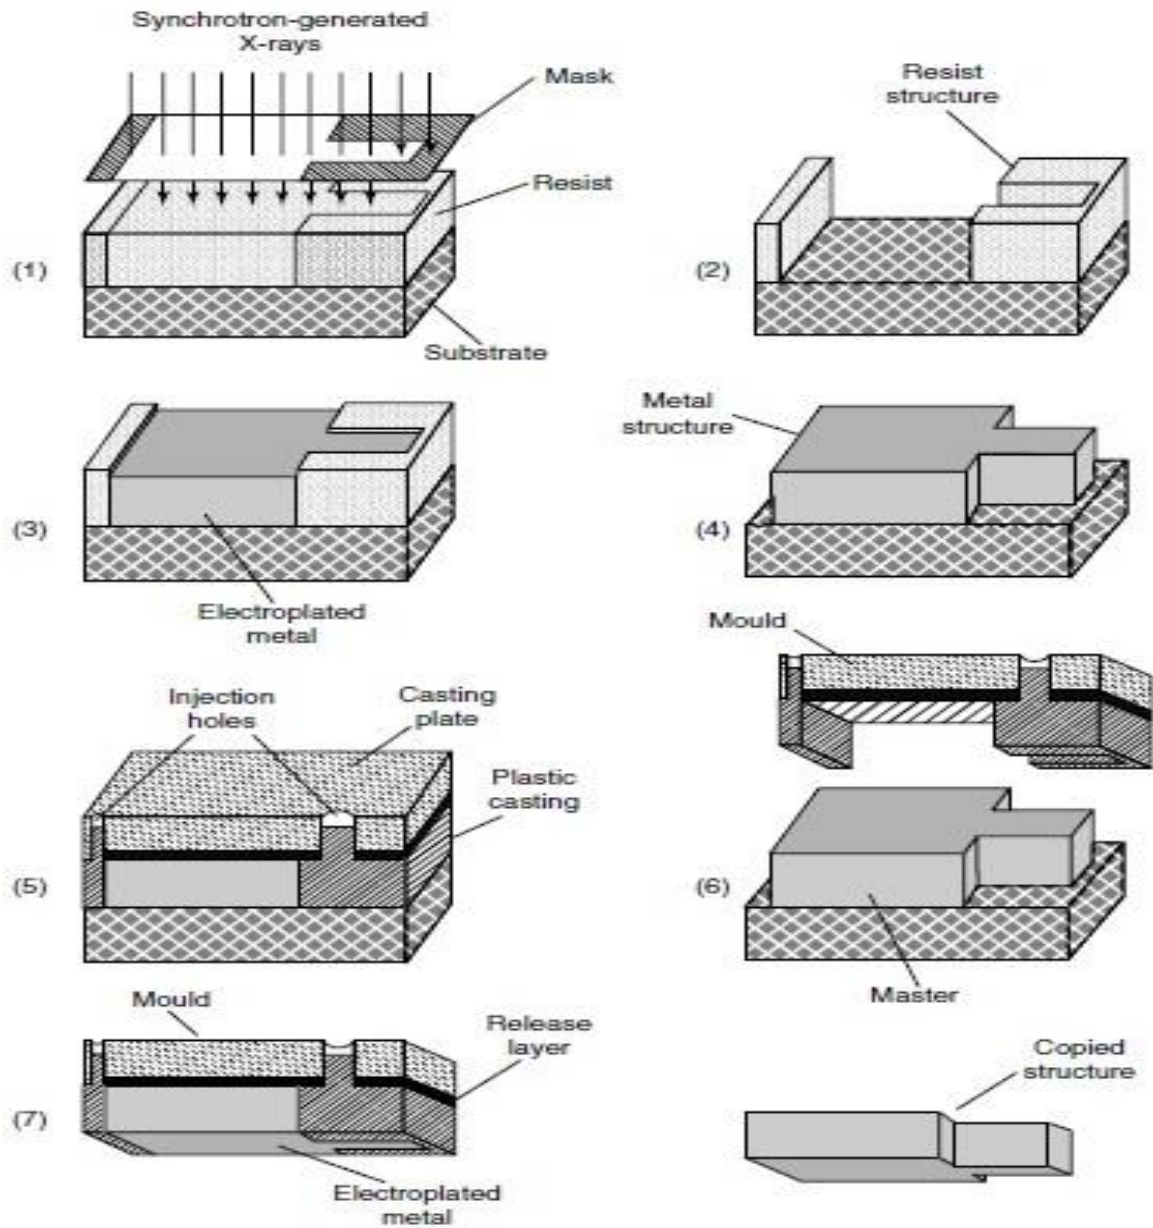 Synchrotron-generated
X-rays
Mask
Resist
(1)
Substrate
Resist
structure
(2)
(3)
Electroplated
metal
Metal
structure
(4)
Injection
holes
Casting
plate
Plastic
casting
(5)
Mould
(6)
Master
Mould
Release
layer
(7)
Electroplated
metal
Copied
structure